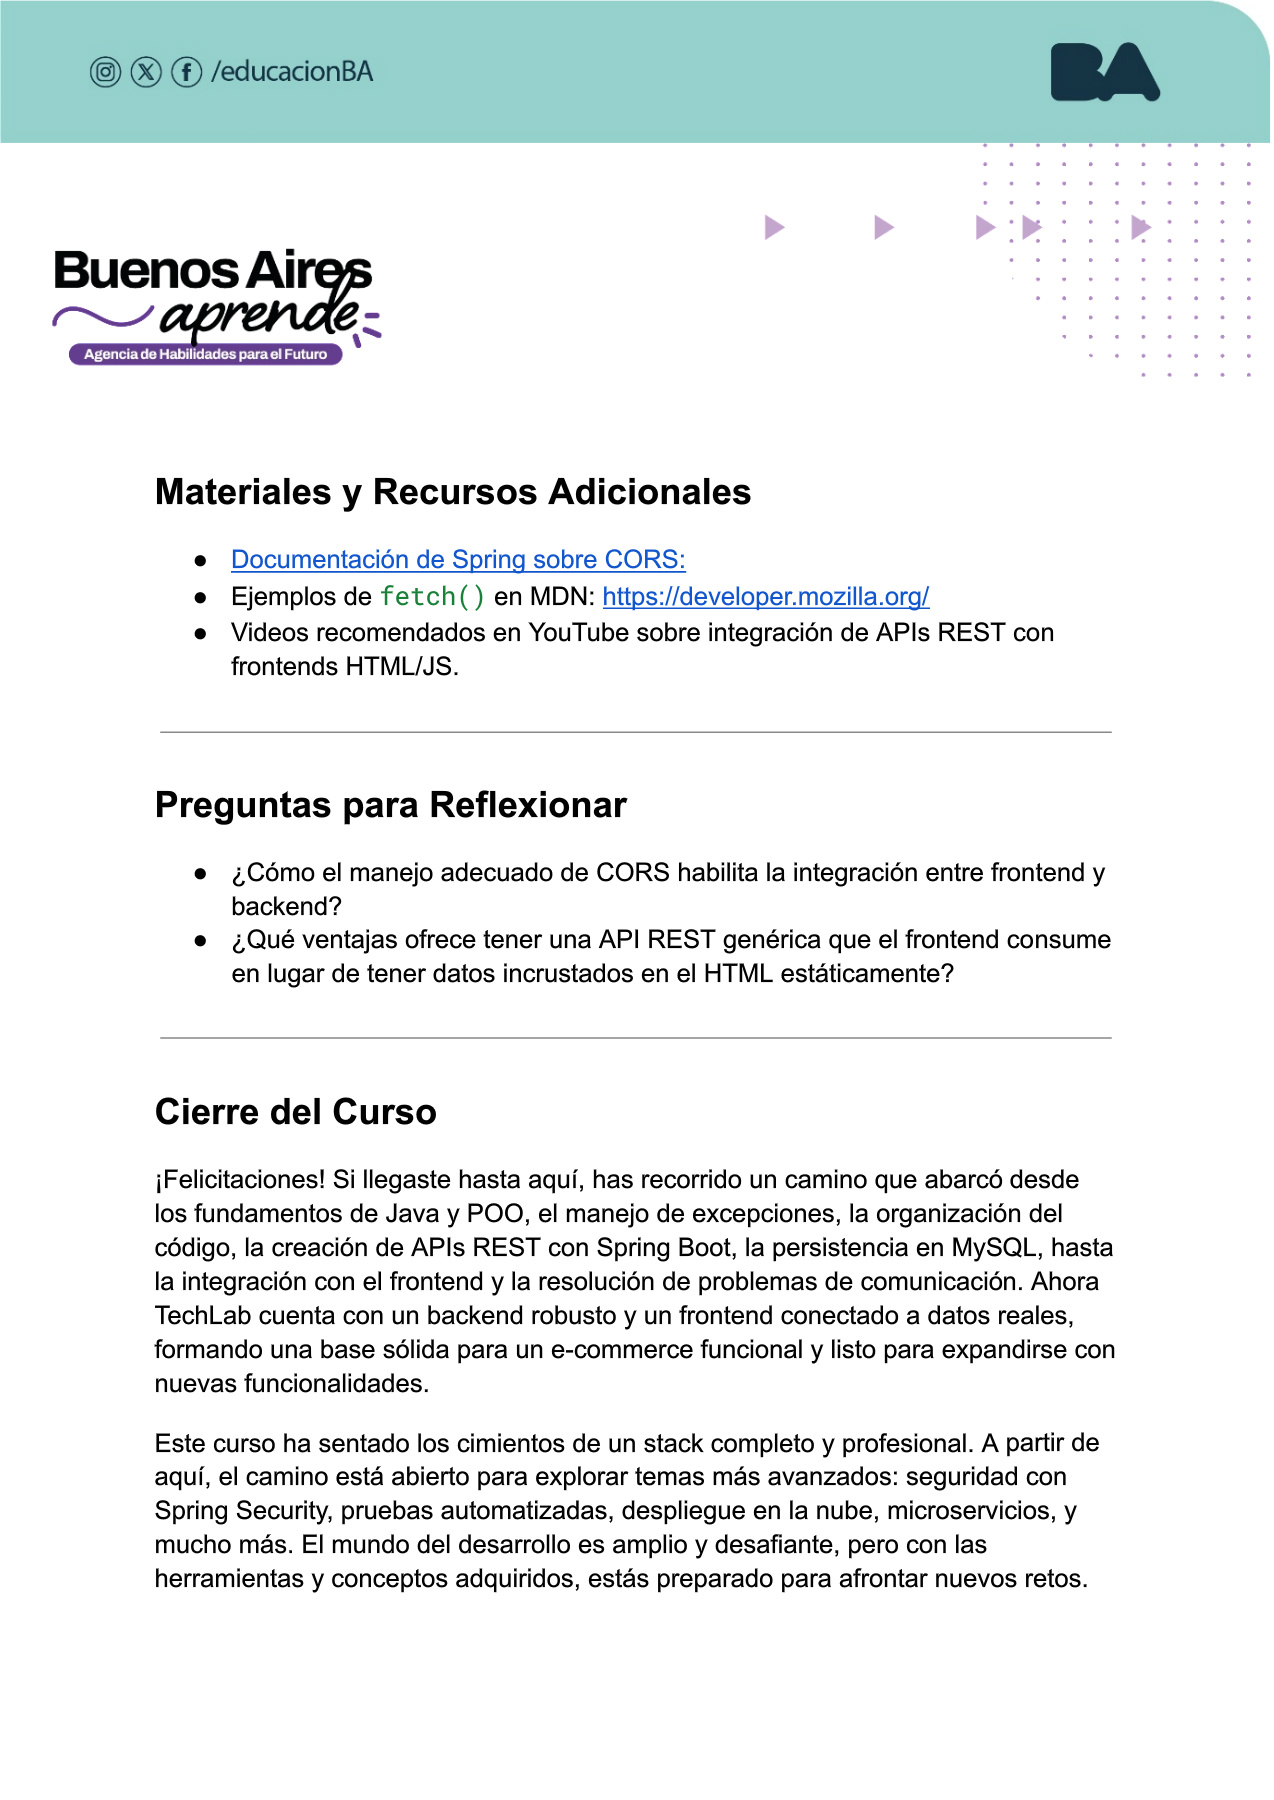 /educacionBA
BA
Buenos Aires
aprende
Agencia de Habilidades para el Futuro
Materiales y Recursos Adicionales
● Documentación de Spring sobre CORS:
● Ejemplos de fetch() en MDN: https://developer.mozilla.org/
● Videos recomendados en YouTube sobre integración de APIs REST con
frontends HTML/JS.
Preguntas para Reflexionar
● ¿Cómo el manejo adecuado de CORS habilita la integración entre frontend y
backend?
● ¿Qué ventajas ofrece tener una API REST genérica que el frontend consume
en lugar de tener datos incrustados en el HTML estáticamente?
Cierre del Curso
¡Felicitaciones! Si llegaste hasta aquí, has recorrido un camino que abarcó desde
los fundamentos de Java y POO, el manejo de excepciones, la organización del
código, la creación de APIs REST con Spring Boot, la persistencia en MySQL, hasta
la integración con el frontend y la resolución de problemas de comunicación. Ahora
TechLab cuenta con un backend robusto y un frontend conectado a datos reales,
formando una base sólida para un e-commerce funcional y listo para expandirse con
nuevas funcionalidades.
Este curso ha sentado los cimientos de un stack completo y profesional. A partir de
aquí, el camino está abierto para explorar temas más avanzados: seguridad con
Spring Security, pruebas automatizadas, despliegue en la nube, microservicios, y
mucho más. El mundo del desarrollo es amplio y desafiante, pero con las
herramientas y conceptos adquiridos, estás preparado para afrontar nuevos retos.